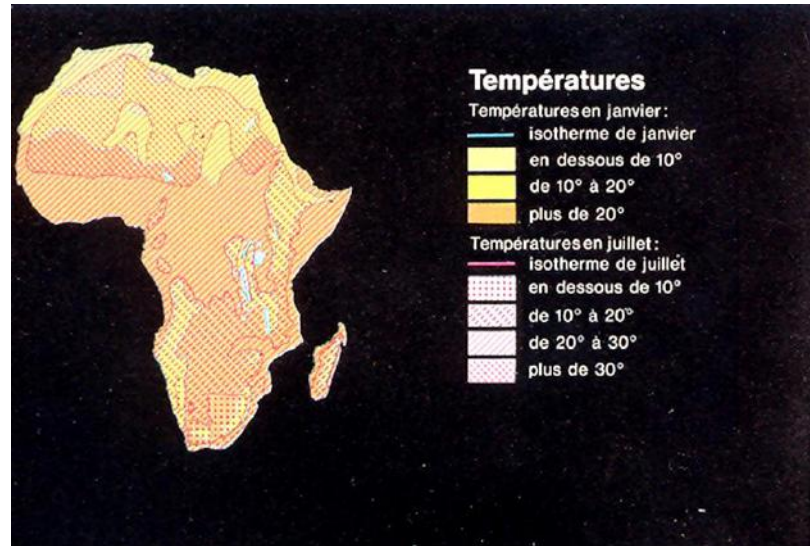 Températures
Températures en janvier :
isotherme de janvier
en dessous de 10°
de 10° à 20°
plus de 20°
Températures en juillet :
isotherme de juillet
en dessous de 10°
de 10° à 20°
de 20° à 30°
plus de 30°